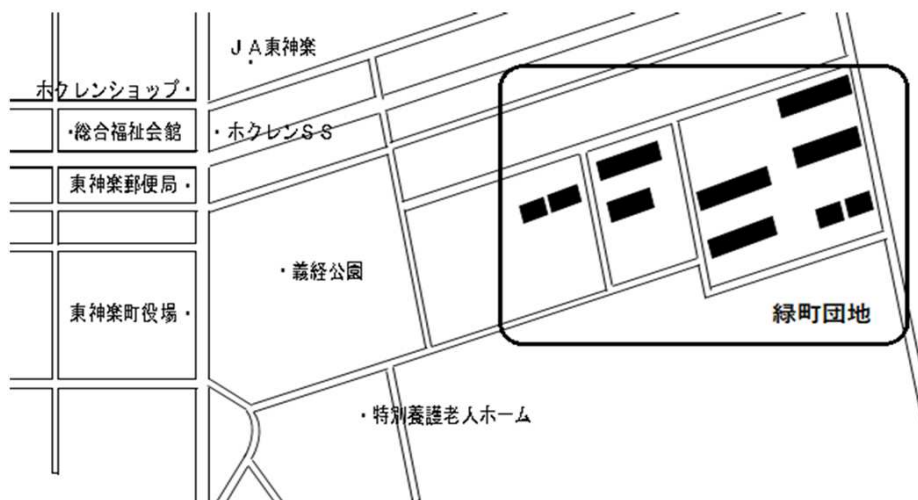 ＪＡ東神楽
ホクレンショップ
総合福祉会館
ホクレンＳＳ
東神楽郵便局
義経公園
東神楽町役場
緑町団地
特別養護老人ホーム